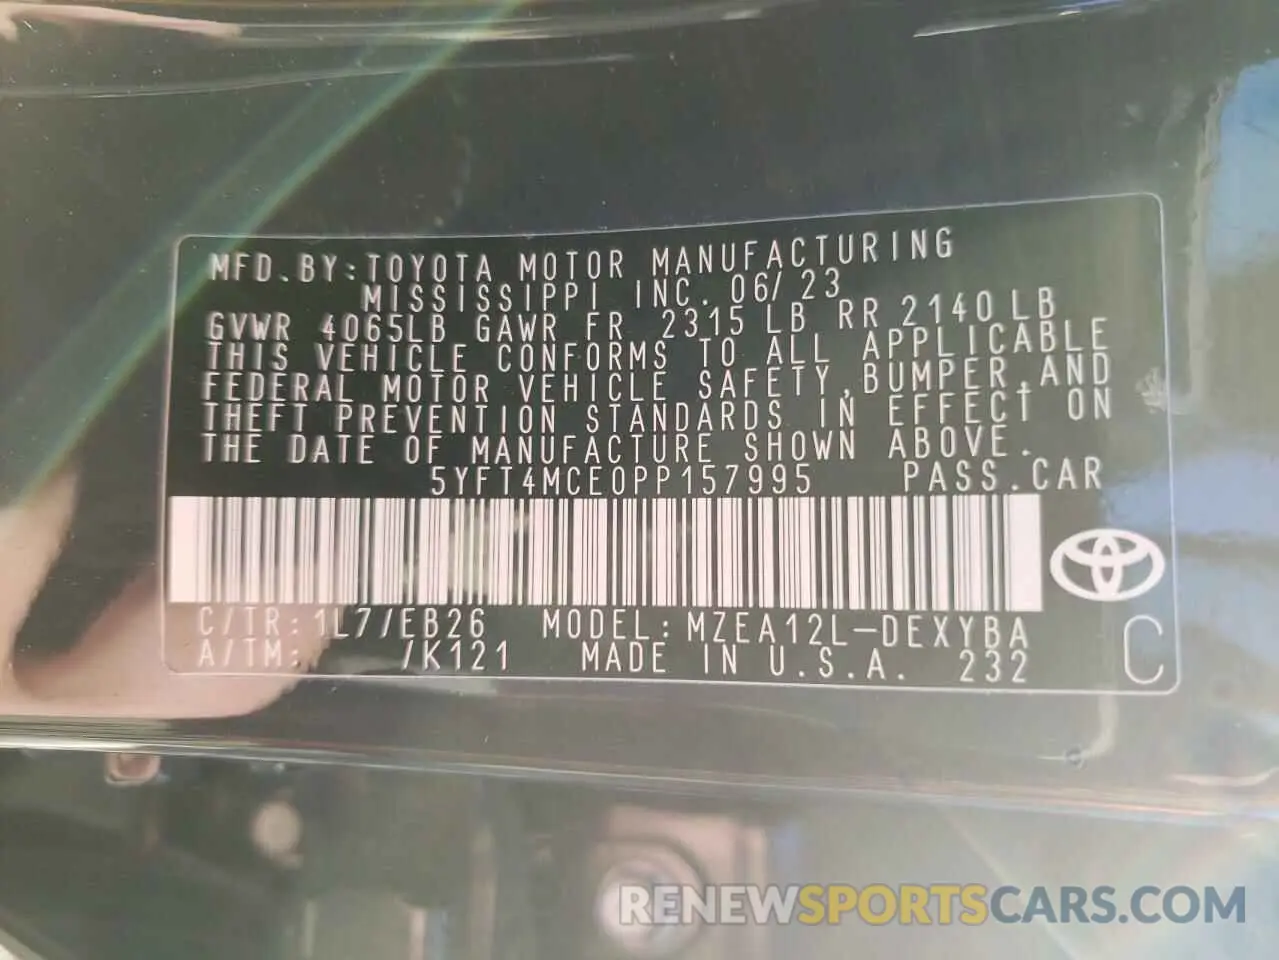 MFD.BY:TOYOTA MOTOR MANUFACTURING
MISSISSIPPI INC. 06/23
GVWR 4065LB GAWR FR 2315 LB RR 2140LB
THIS VEHICLE CONFORMS TO ALL APPLICABLE
FEDERAL MOTOR VEHICLE SAFETY,BUMPER,AND
THEFT PREVENTION STANDARDS IN EFFECT ON
THE DATE OF MANUFACTURE SHOWN ABOVE.
5YFT4MCE0PP157995 PASS.CAR
C/TR:1L7/EB26 MODEL:MZEA12L-DEXYBA
A/TM: /K121 MADE IN U.S.A. 232
C
RENEWSPORTSCARS.COM